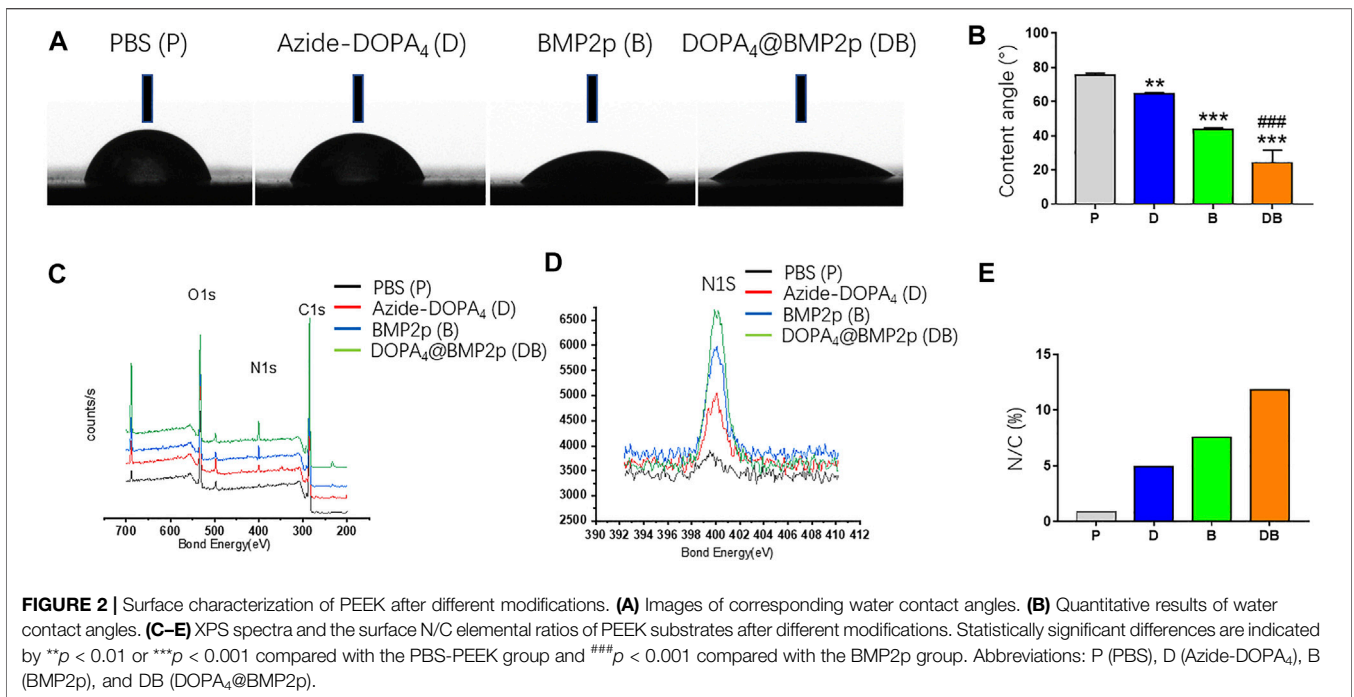 A
PBS (P)
Azide-DOPA₄ (D)
BMP2p (B)
DOPA₄@BMP2p (DB)
B
Content angle (°)
100
80
60
40
20
0
**
***
###
***
P D B DB
C
O1s
N1s
C1s
PBS (P)
Azide-DOPA₄ (D)
BMP2p (B)
DOPA₄@BMP2p (DB)
counts/s
700 600 500 400 300 200
Bond Energy(eV)
D
N1S
PBS (P)
Azide-DOPA₄ (D)
BMP2p (B)
DOPA₄@BMP2p (DB)
6500
6000
5500
5000
4500
4000
3500
3000
2500
390 392 394 396 398 400 402 404 406 408 410 412
Bond Energy(eV)
E
N/C (%)
15
10
5
0
P D B DB
FIGURE 2 | Surface characterization of PEEK after different modifications. (A) Images of corresponding water contact angles. (B) Quantitative results of water
contact angles. (C–E) XPS spectra and the surface N/C elemental ratios of PEEK substrates after different modifications. Statistically significant differences are indicated
by **p < 0.01 or ***p < 0.001 compared with the PBS-PEEK group and ###p < 0.001 compared with the BMP2p group. Abbreviations: P (PBS), D (Azide-DOPA₄), B
(BMP2p), and DB (DOPA₄@BMP2p).